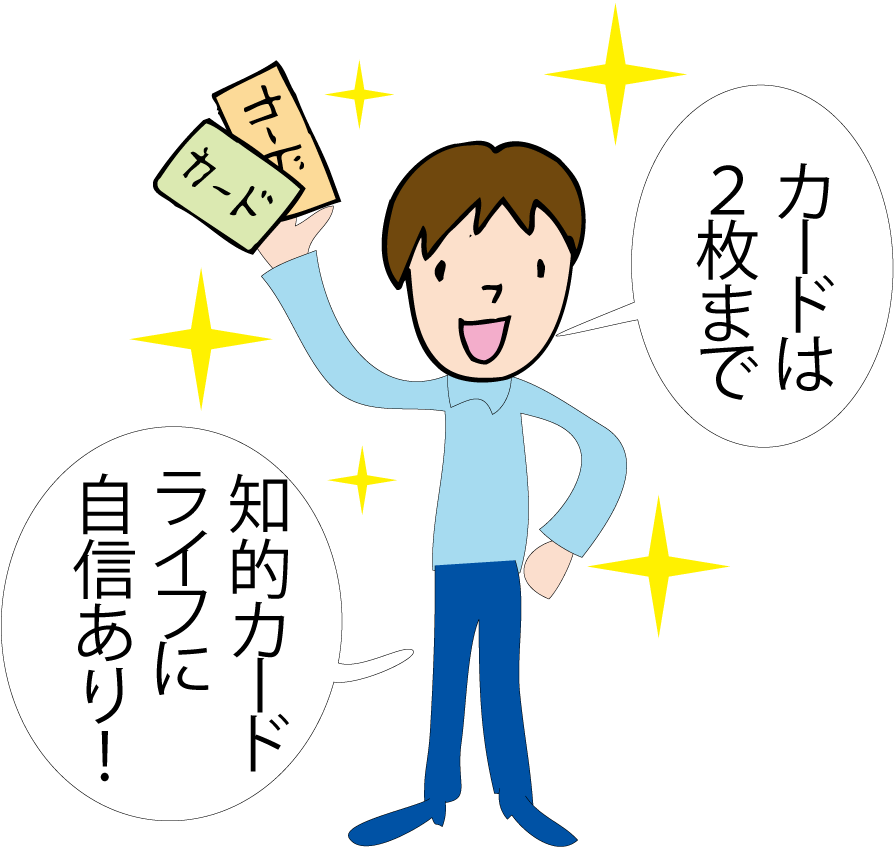 カード
カード
カードは
２枚まで
知的カード
ライフに
自信あり！